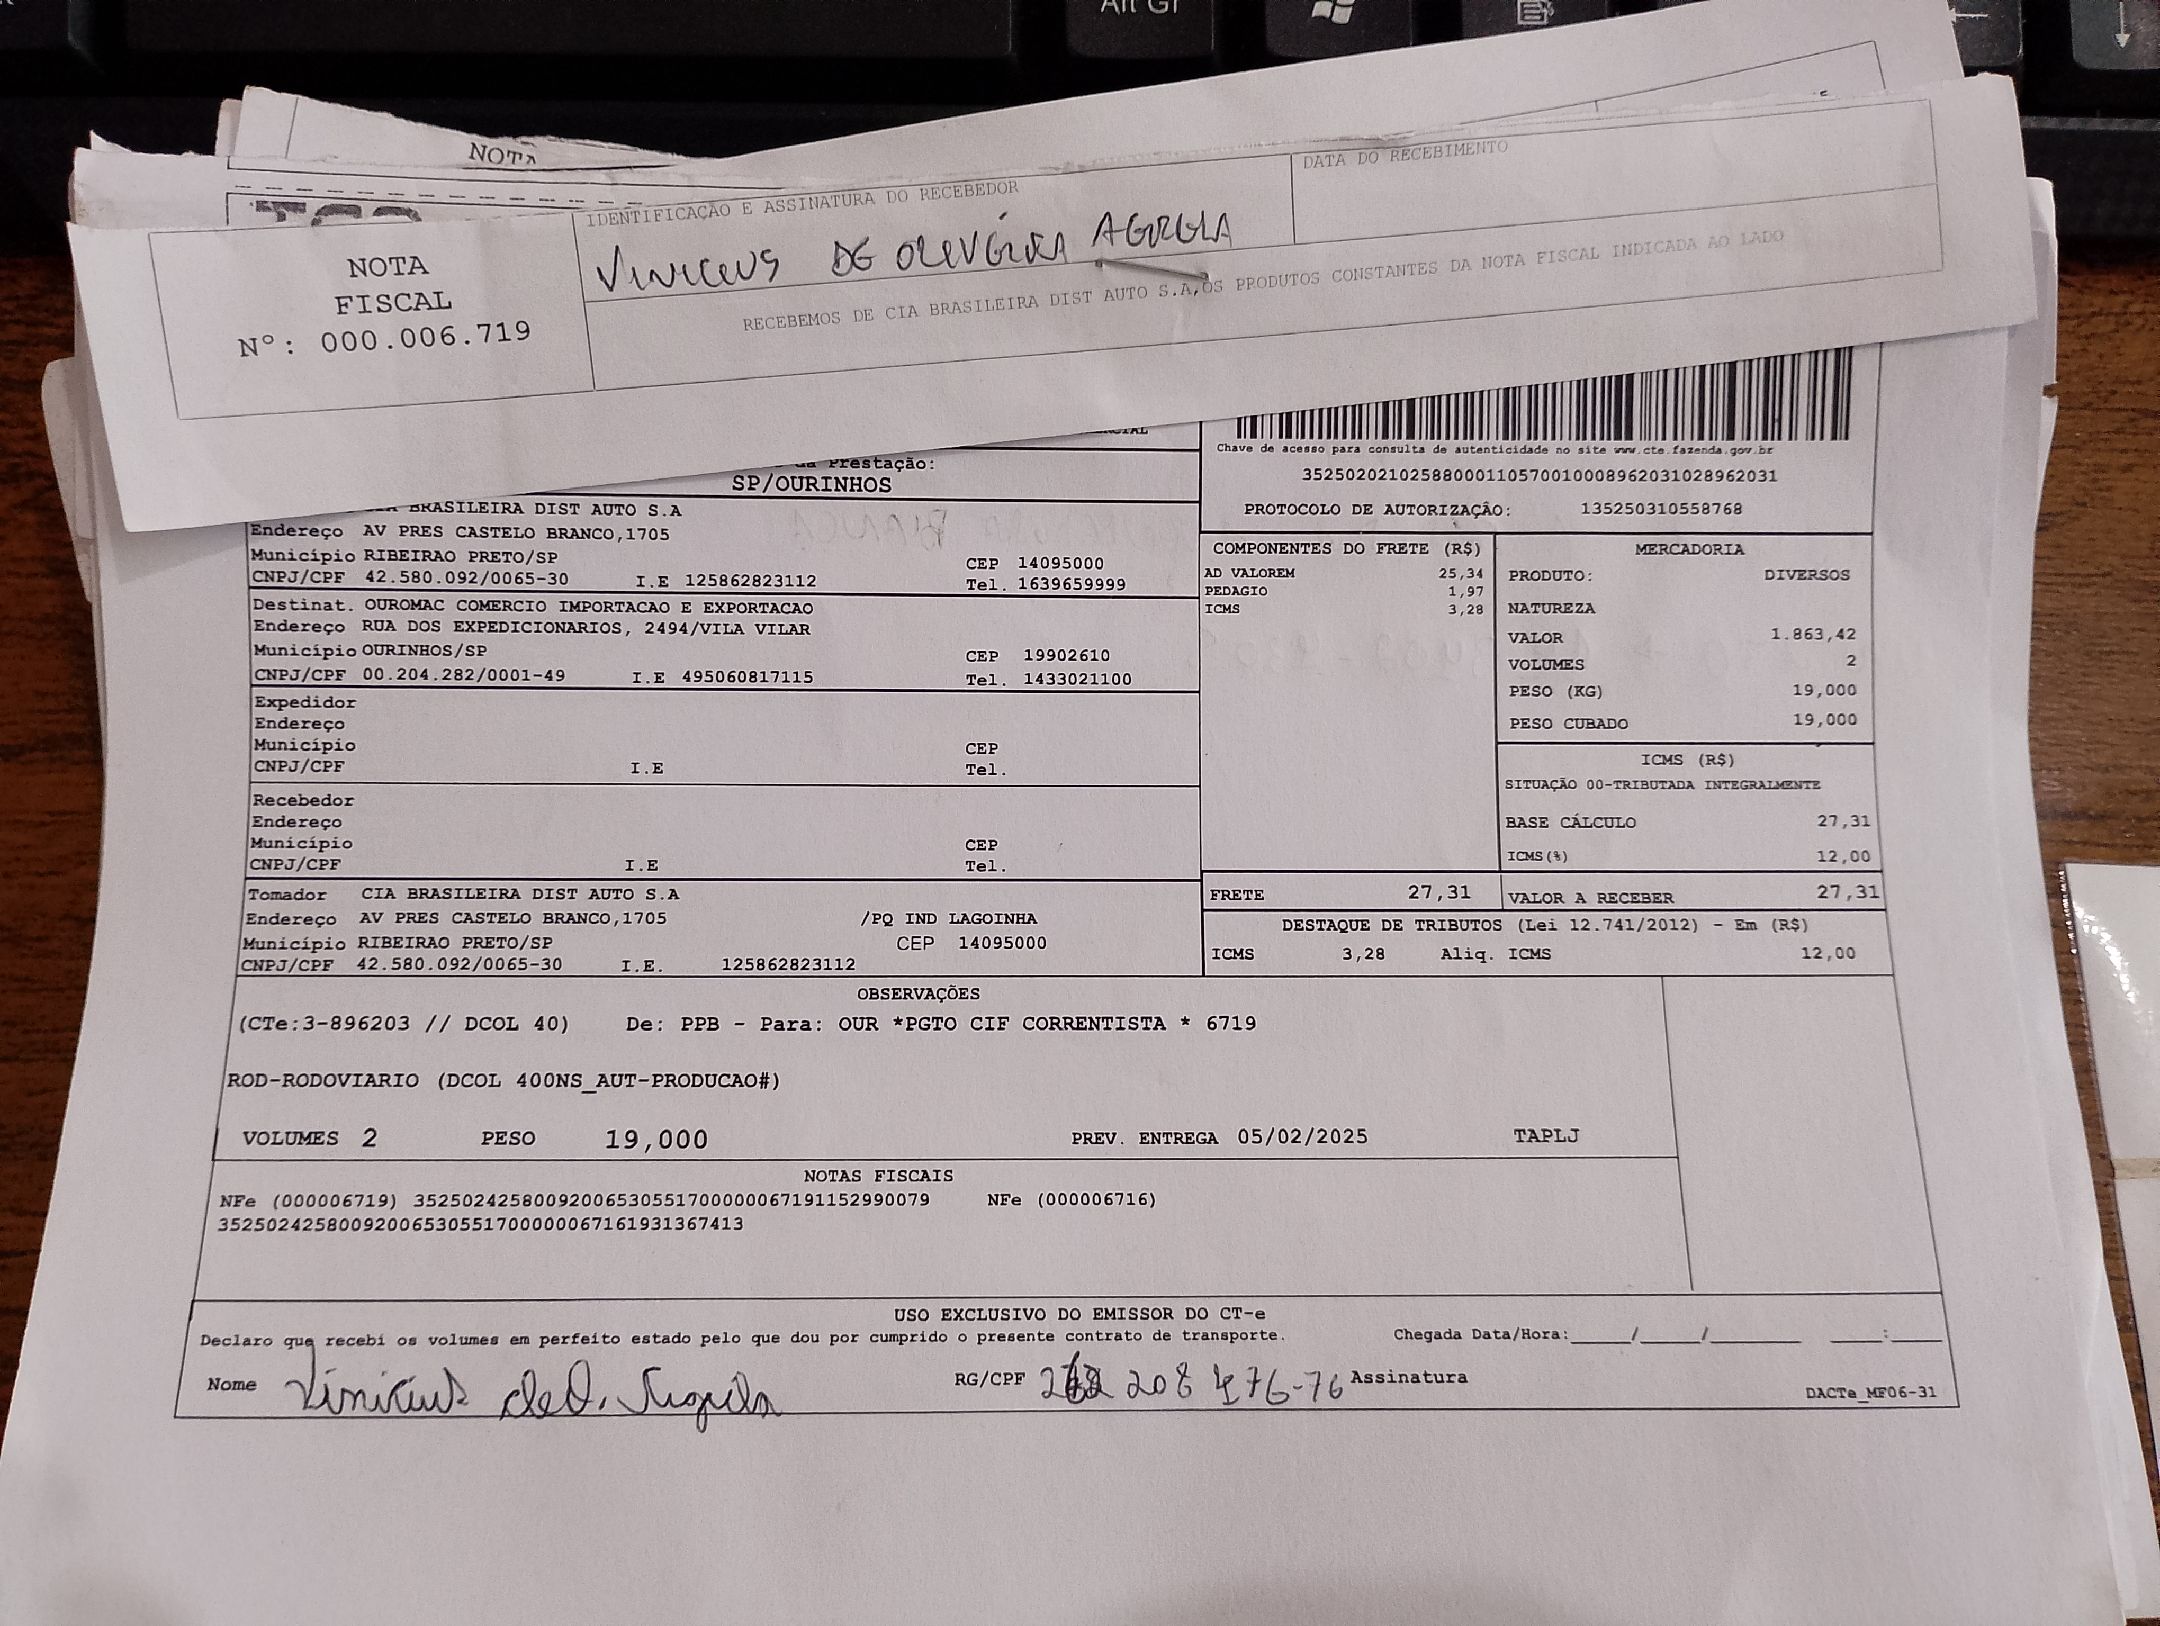 Alt Gr
NOTA
IDENTIFICAÇÃO E ASSINATURA DO RECEBEDOR
DATA DO RECEBIMENTO
NOTA
FISCAL
Nº: 000.006.719
VINICIUS DE OLIVEIRA
RECEBEMOS DE CIA BRASILEIRA DIST AUTO S.A, OS PRODUTOS CONSTANTES DA NOTA FISCAL INDICADA AO LADO
Chave de acesso para consulta de autenticidade no site www.cte.fazenda.gov.br
35250202102588000110570010008962031028962031
PROTOCOLO DE AUTORIZAÇÃO: 135250310558768
da Prestação:
SP/OURINHOS
BRASILEIRA DIST AUTO S.A
Endereço AV PRES CASTELO BRANCO,1705
Município RIBEIRAO PRETO/SP CEP 14095000
CNPJ/CPF 42.580.092/0065-30 I.E 125862823112 Tel. 1639659999
Destinat. OUROMAC COMERCIO IMPORTACAO E EXPORTACAO
Endereço RUA DOS EXPEDICIONARIOS, 2494/VILA VILAR
Município OURINHOS/SP CEP 19902610
CNPJ/CPF 00.204.282/0001-49 I.E 495060817115 Tel. 1433021100
Expedidor
Endereço
Município CEP
CNPJ/CPF I.E Tel.
Recebedor
Endereço
Município CEP
CNPJ/CPF I.E Tel.
Tomador CIA BRASILEIRA DIST AUTO S.A
Endereço AV PRES CASTELO BRANCO,1705 /PQ IND LAGOINHA
Município RIBEIRAO PRETO/SP CEP 14095000
CNPJ/CPF 42.580.092/0065-30 I.E. 125862823112
COMPONENTES DO FRETE (R$)
AD VALOREM 25,34
PEDAGIO 1,97
ICMS 3,28
MERCADORIA
PRODUTO: DIVERSOS
NATUREZA
VALOR 1.863,42
VOLUMES 2
PESO (KG) 19,000
PESO CUBADO 19,000
ICMS (R$)
SITUAÇÃO 00-TRIBUTADA INTEGRALMENTE
BASE CÁLCULO 27,31
ICMS(%) 12,00
FRETE 27,31 VALOR A RECEBER 27,31
DESTAQUE DE TRIBUTOS (Lei 12.741/2012) - Em (R$)
ICMS 3,28 Aliq. ICMS 12,00
OBSERVAÇÕES
(CTe:3-896203 // DCOL 40) De: PPB - Para: OUR *PGTO CIF CORRENTISTA * 6719
ROD-RODOVIARIO (DCOL 400NS_AUT-PRODUCAO#)
VOLUMES 2 PESO 19,000 PREV. ENTREGA 05/02/2025 TAPLJ
NOTAS FISCAIS
NFe (000006719) 35250242580092006530551700000067191152990079 NFe (000006716)
35250242580092006530551700000067161931367413
USO EXCLUSIVO DO EMISSOR DO CT-e
Declaro que recebi os volumes em perfeito estado pelo que dou por cumprido o presente contrato de transporte. Chegada Data/Hora:____/____/______ ___:___
Nome Vinicius de O. RG/CPF 208 476-76 Assinatura
DACTe_MF06-31